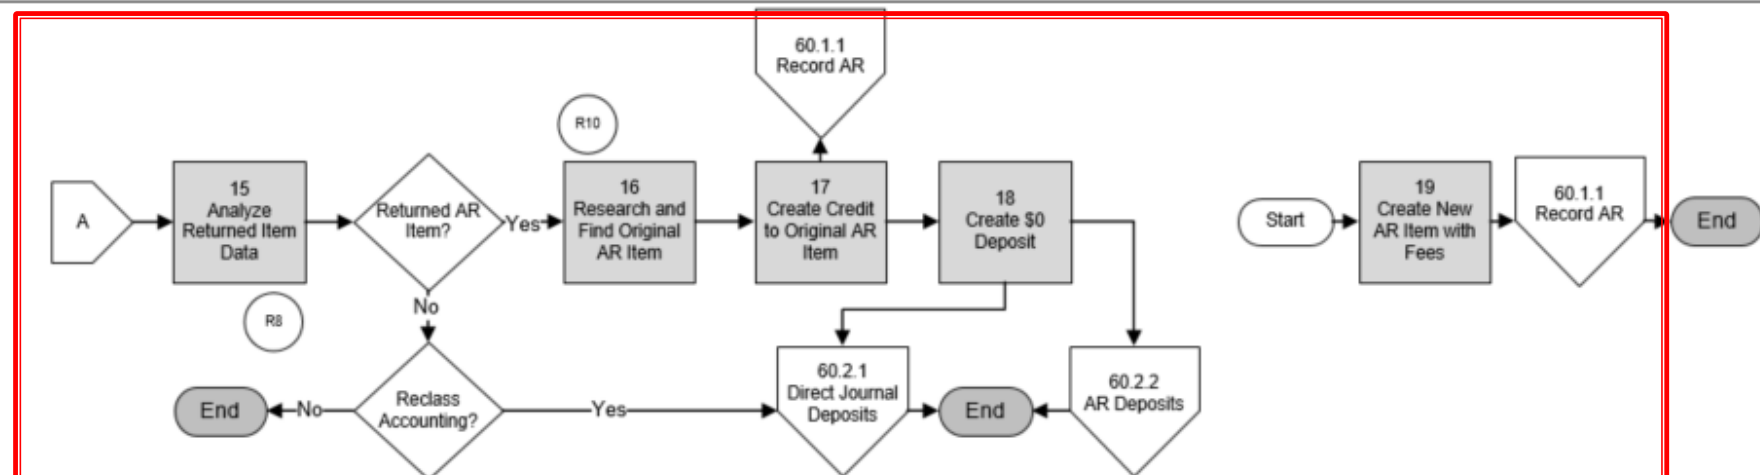 60.1.1
Record AR
R10
A
15
Analyze
Returned Item
Data
Returned AR
Item?
Yes
16
Research and
Find Original
AR Item
17
Create Credit
to Original AR
Item
18
Create $0
Deposit
Start
19
Create New
AR Item with
Fees
60.1.1
Record AR
End
R8
No
End
No
Reclass
Accounting?
Yes
60.2.1
Direct Journal
Deposits
End
60.2.2
AR Deposits